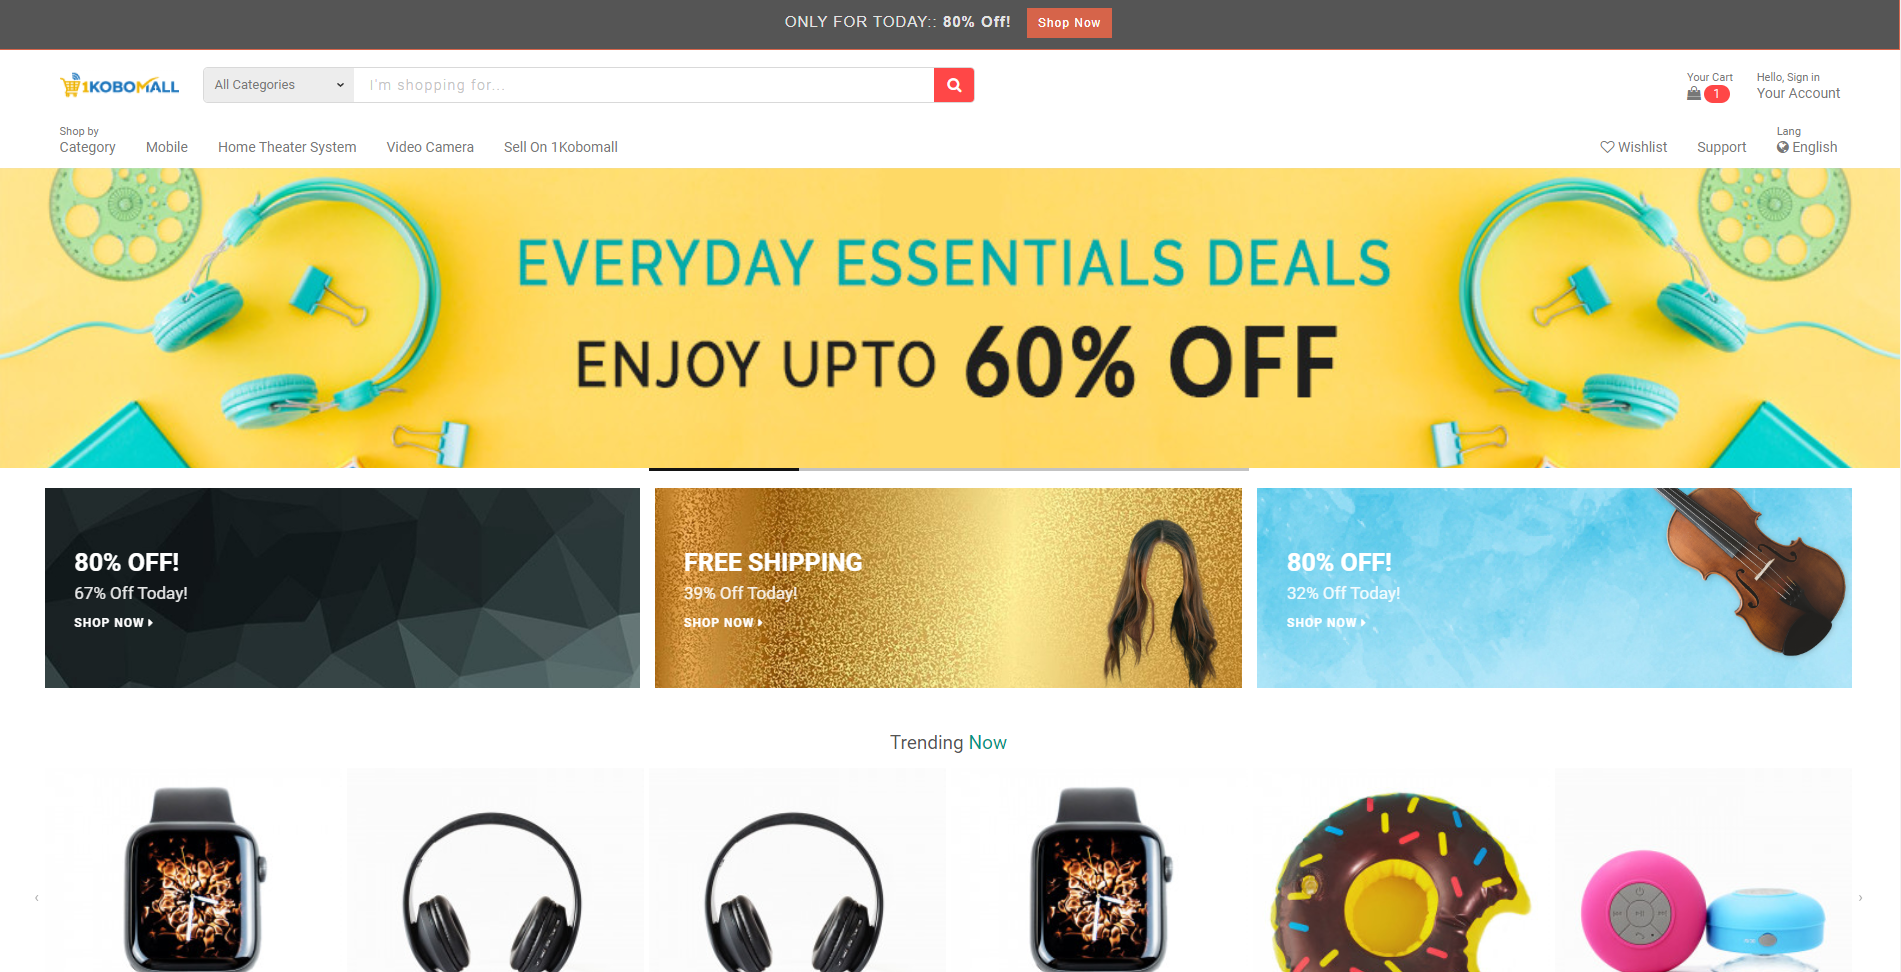 ONLY FOR TODAY:: 80% Off! Shop Now
1KOBOMALL
All Categories
I'm shopping for...
Your Cart
1
Hello, Sign in
Your Account
Shop by
Category
Mobile
Home Theater System
Video Camera
Sell On 1Kobomall
Wishlist
Support
Lang
English
EVERYDAY ESSENTIALS DEALS
ENJOY UPTO 60% OFF
80% OFF!
67% Off Today!
SHOP NOW
FREE SHIPPING
39% Off Today!
SHOP NOW
80% OFF!
32% Off Today!
SHOP NOW
Trending Now